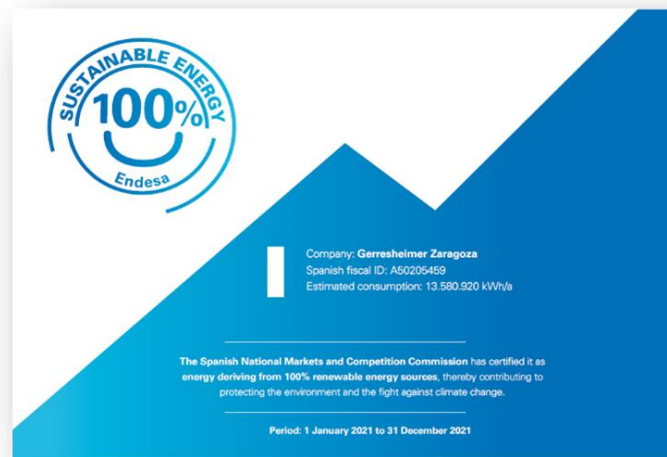 SUSTAINABLE ENERGY
100%
Endesa
Company: Gerresheimer Zaragoza
Spanish fiscal ID: A50205459
Estimated consumption: 13.580.920 kWh/a
The Spanish National Markets and Competition Commission has certified it as
energy deriving from 100% renewable energy sources, thereby contributing to
protecting the environment and the fight against climate change.
Period: 1 January 2021 to 31 December 2021